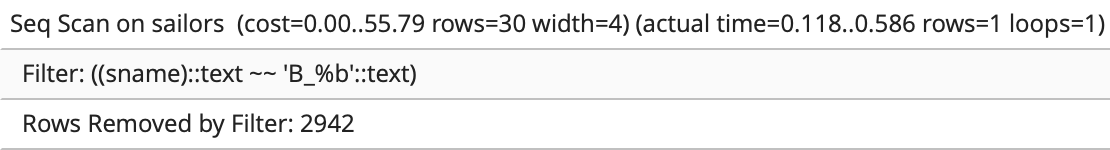 Seq Scan on sailors  (cost=0.00..55.79 rows=30 width=4) (actual time=0.118..0.586 rows=1 loops=1)
Filter: ((sname)::text ~~ 'B_%b'::text)
Rows Removed by Filter: 2942